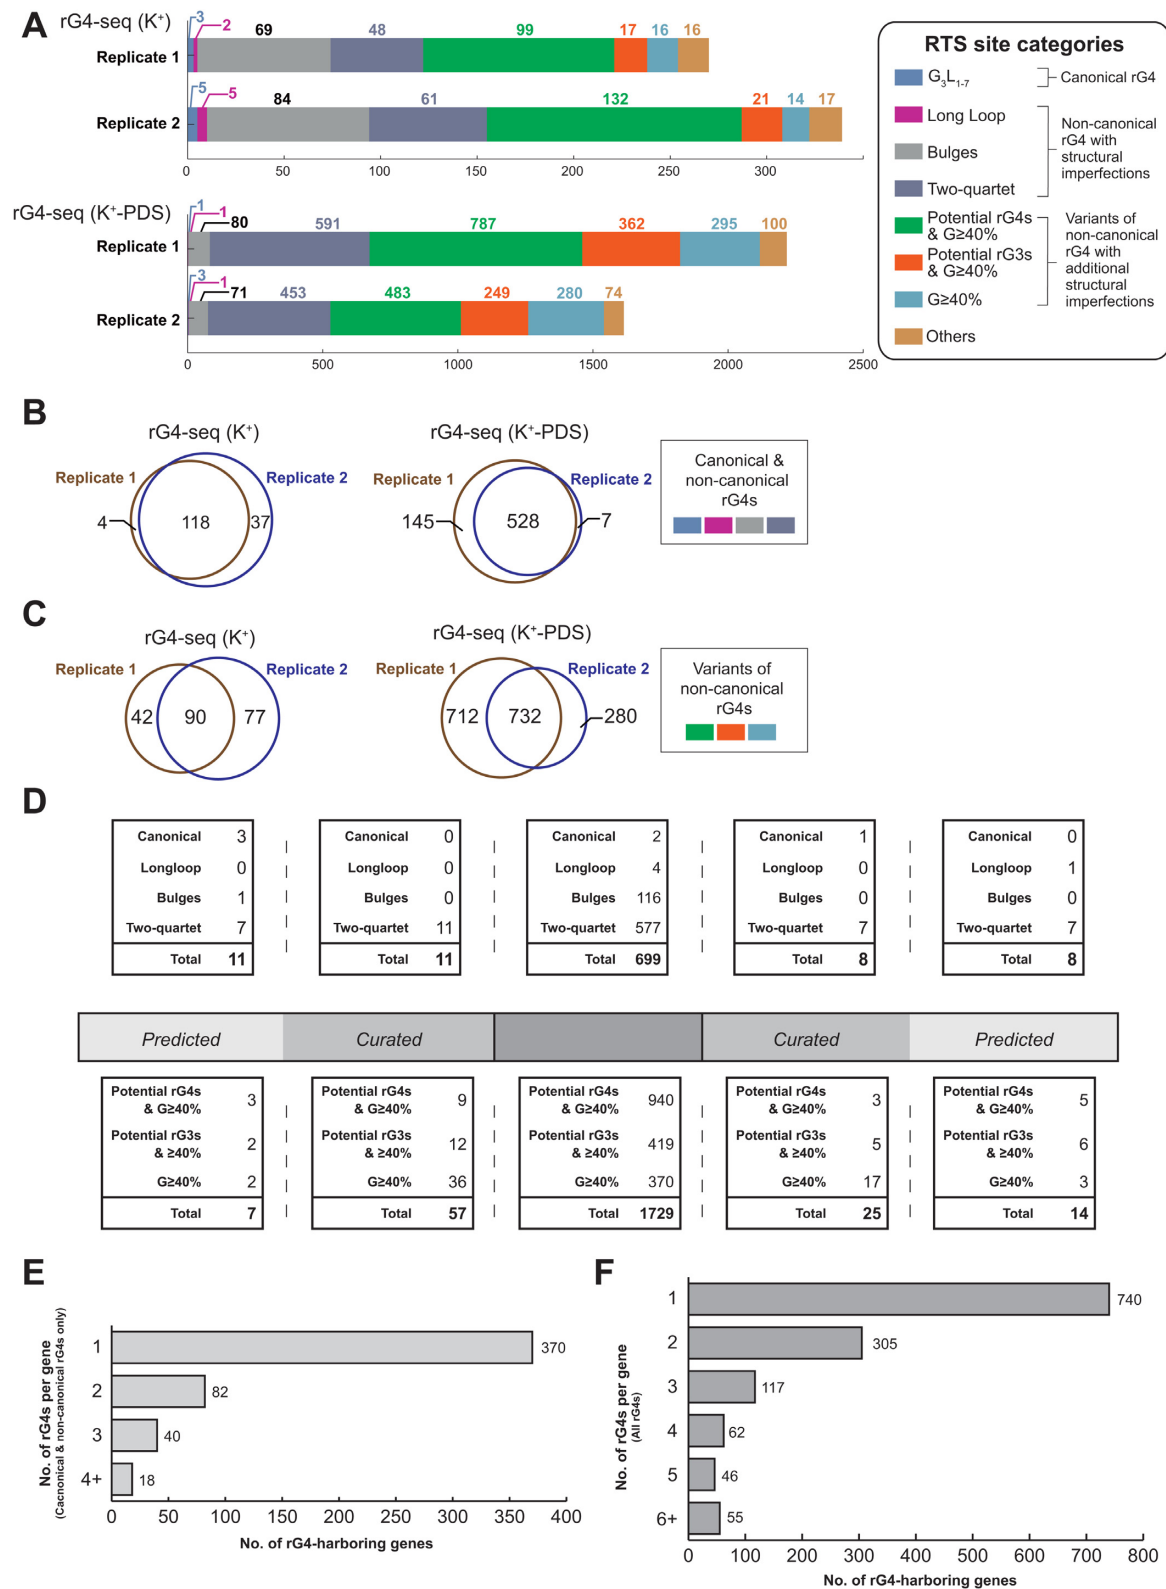 A
rG4-seq (K+)
3
2
69
48
99
17
16
16
Replicate 1
5
5
84
61
132
21
14
17
Replicate 2
0
50
100
150
200
250
300
rG4-seq (K+-PDS)
1
1
80
591
787
362
295
100
Replicate 1
3
1
71
453
483
249
280
74
Replicate 2
0
500
1000
1500
2000
2500
RTS site categories
G3L1-7
Canonical rG4
Long Loop
Bulges
Two-quartet
Non-canonical
rG4 with
structural
imperfections
Potential rG4s
& G≥40%
Potential rG3s
& G≥40%
G≥40%
Variants of
non-canonical
rG4 with
additional
structural
imperfections
Others
B
rG4-seq (K+)
Replicate 1
Replicate 2
4
118
37
rG4-seq (K+-PDS)
Replicate 1
Replicate 2
145
528
7
Canonical &
non-canonical
rG4s
C
rG4-seq (K+)
Replicate 1
Replicate 2
42
90
77
rG4-seq (K+-PDS)
Replicate 1
Replicate 2
712
732
280
Variants of
non-canonical
rG4s
D
Canonical 3
Longloop 0
Bulges 1
Two-quartet 7
Total 11
Canonical 0
Longloop 0
Bulges 0
Two-quartet 11
Total 11
Canonical 2
Longloop 4
Bulges 116
Two-quartet 577
Total 699
Canonical 1
Longloop 0
Bulges 0
Two-quartet 7
Total 8
Canonical 0
Longloop 1
Bulges 0
Two-quartet 7
Total 8
Predicted
Curated
Curated
Predicted
Potential rG4s
& G≥40% 3
Potential rG3s
& ≥40% 2
G≥40% 2
Total 7
Potential rG4s
& G≥40% 9
Potential rG3s
& ≥40% 12
G≥40% 36
Total 57
Potential rG4s
& G≥40% 940
Potential rG3s
& ≥40% 419
G≥40% 370
Total 1729
Potential rG4s
& G≥40% 3
Potential rG3s
& ≥40% 5
G≥40% 17
Total 25
Potential rG4s
& G≥40% 5
Potential rG3s
& ≥40% 6
G≥40% 3
Total 14
E
No. of rG4s per gene
(Cacnonical & non-canonical rG4s only)
1
370
2
82
3
40
4+
18
0
50
100
150
200
250
300
350
400
No. of rG4-harboring genes
F
No. of rG4s per gene
(All rG4s)
1
740
2
305
3
117
4
62
5
46
6+
55
0
100
200
300
400
500
600
700
800
No. of rG4-harboring genes